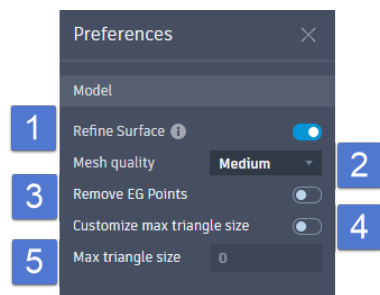 Preferences
Model
1
Refine Surface
Mesh quality Medium
2
3
Remove EG Points
Customize max triangle size
4
5
Max triangle size 0